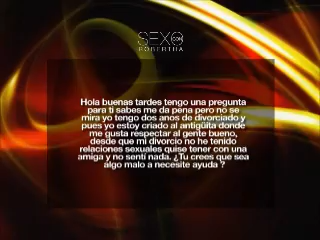 SEXO CON
ROBERTHA
Hola buenas tardes tengo una pregunta
para ti sabes me da pena pero no se
mira yo tengo dos anos de divorciado y
pues yo estoy criado al antigüita donde
me gusta respectar al gente bueno,
desde que mi divorcio no he tenido
relaciones sexuales quise tener con una
amiga y no sentí nada. ¿Tu crees que sea
algo malo a necesite ayuda ?